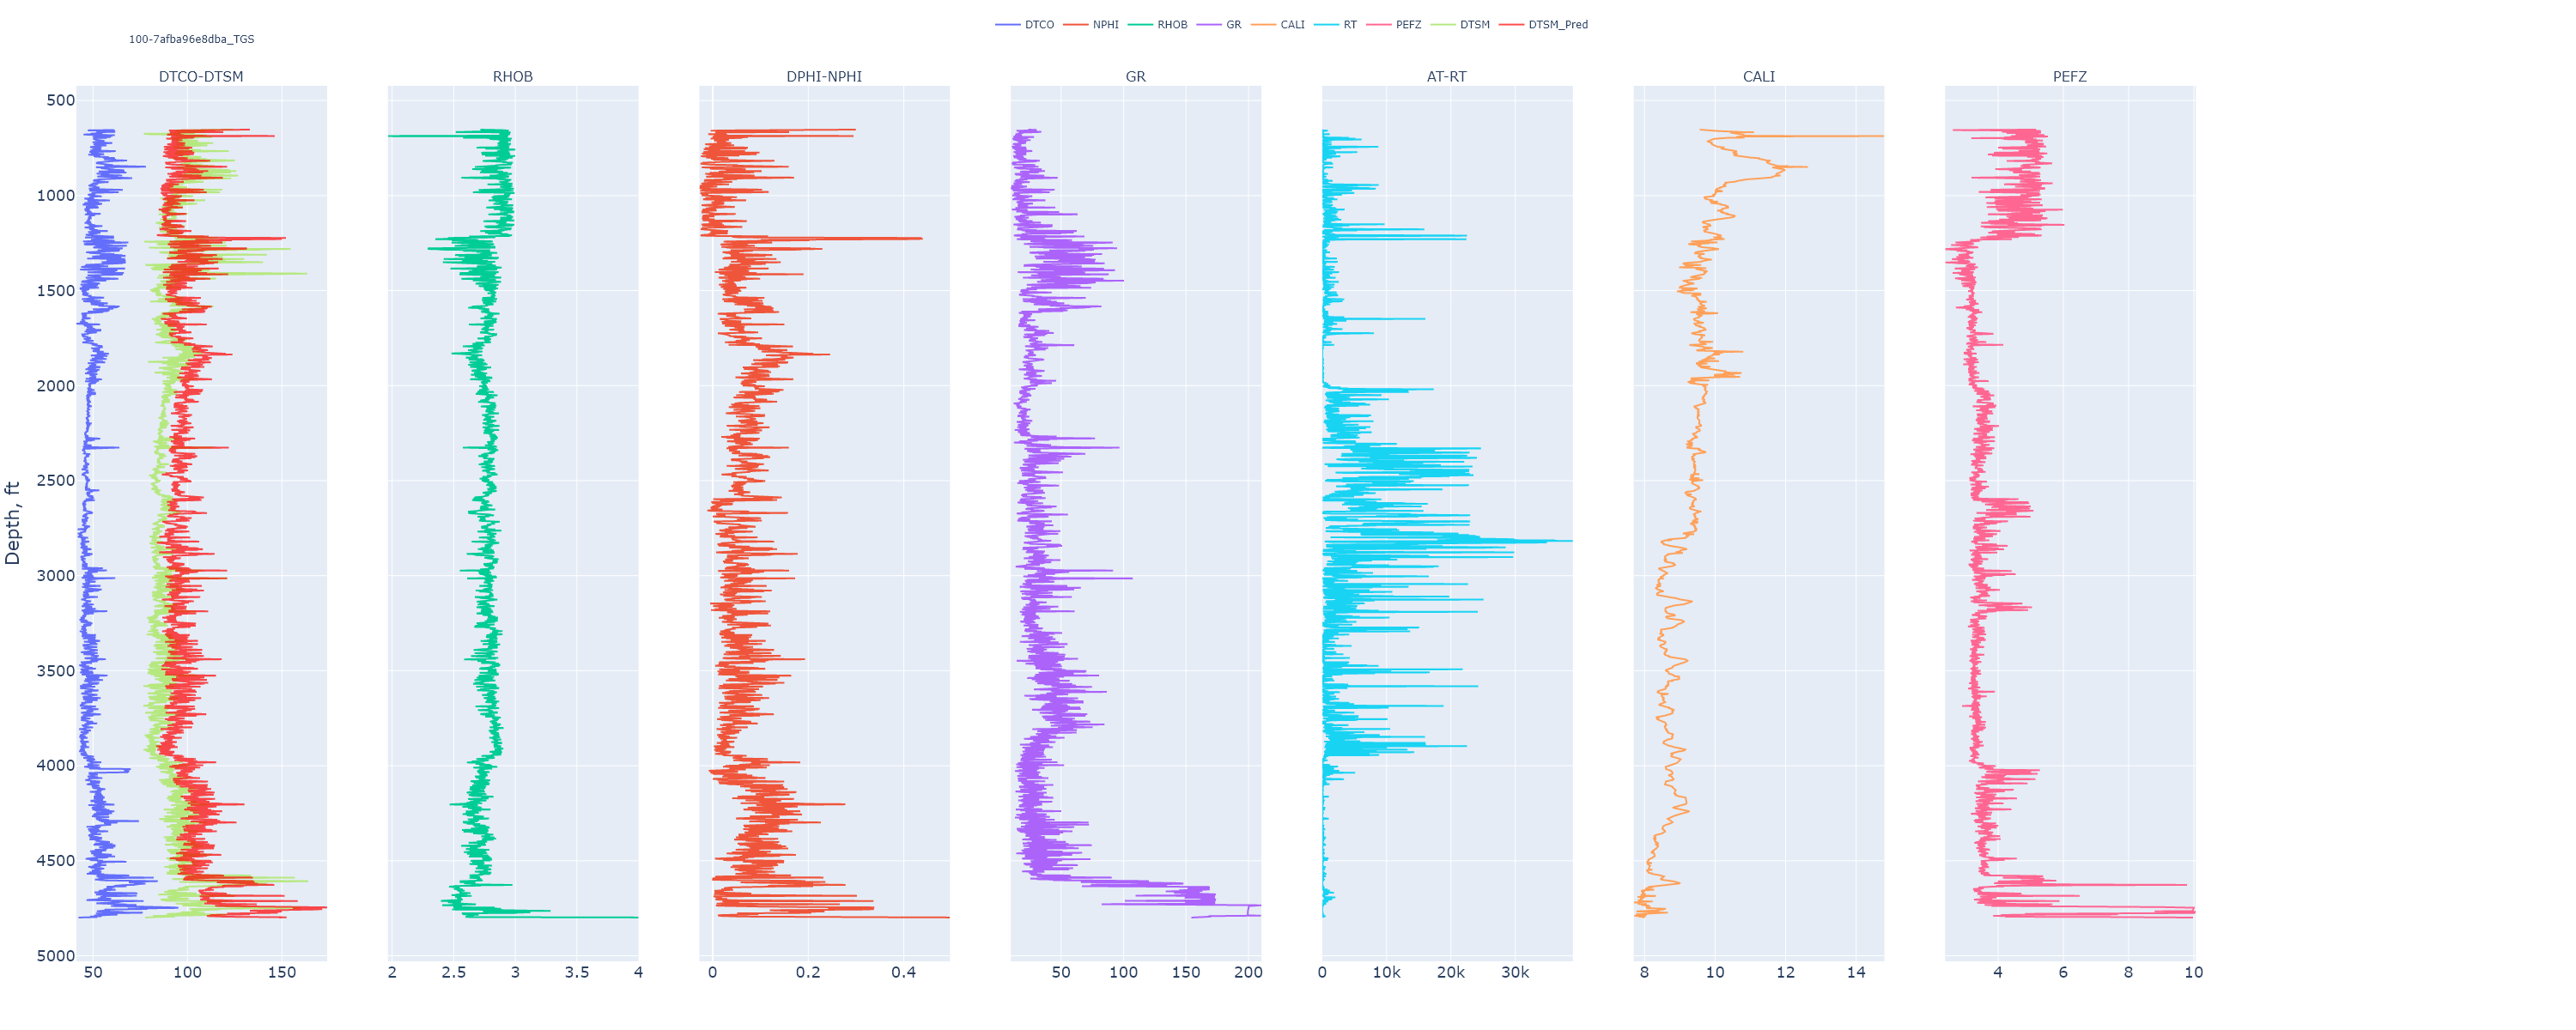 DTCO NPHI RHOB GR CALI RT PEFZ DTSM DTSM_Pred
100-7afba96e8dba_TGS
DTCO-DTSM RHOB DPHI-NPHI GR AT-RT CALI PEFZ
Depth, ft
500
1000
1500
2000
2500
3000
3500
4000
4500
5000
50 100 150 2 2.5 3 3.5 4 0 0.2 0.4 50 100 150 200 0 10k 20k 30k 8 10 12 14 4 6 8 10